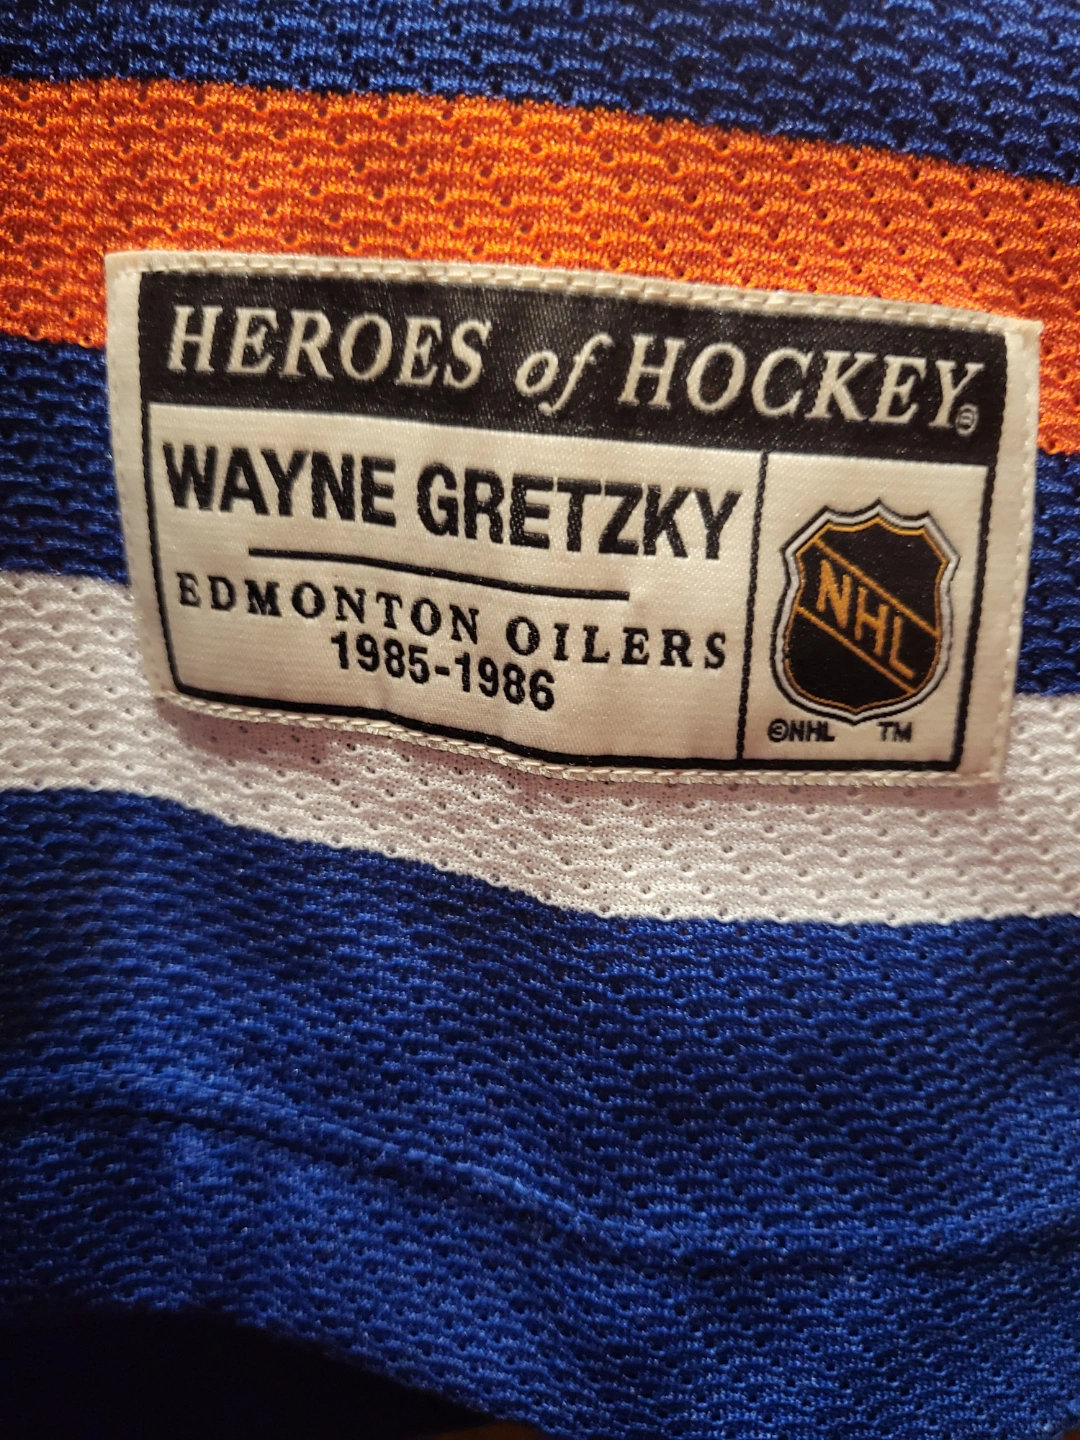 HEROES of HOCKEY®
WAYNE GRETZKY
EDMONTON OILERS
1985-1986
NHL
©NHL TM